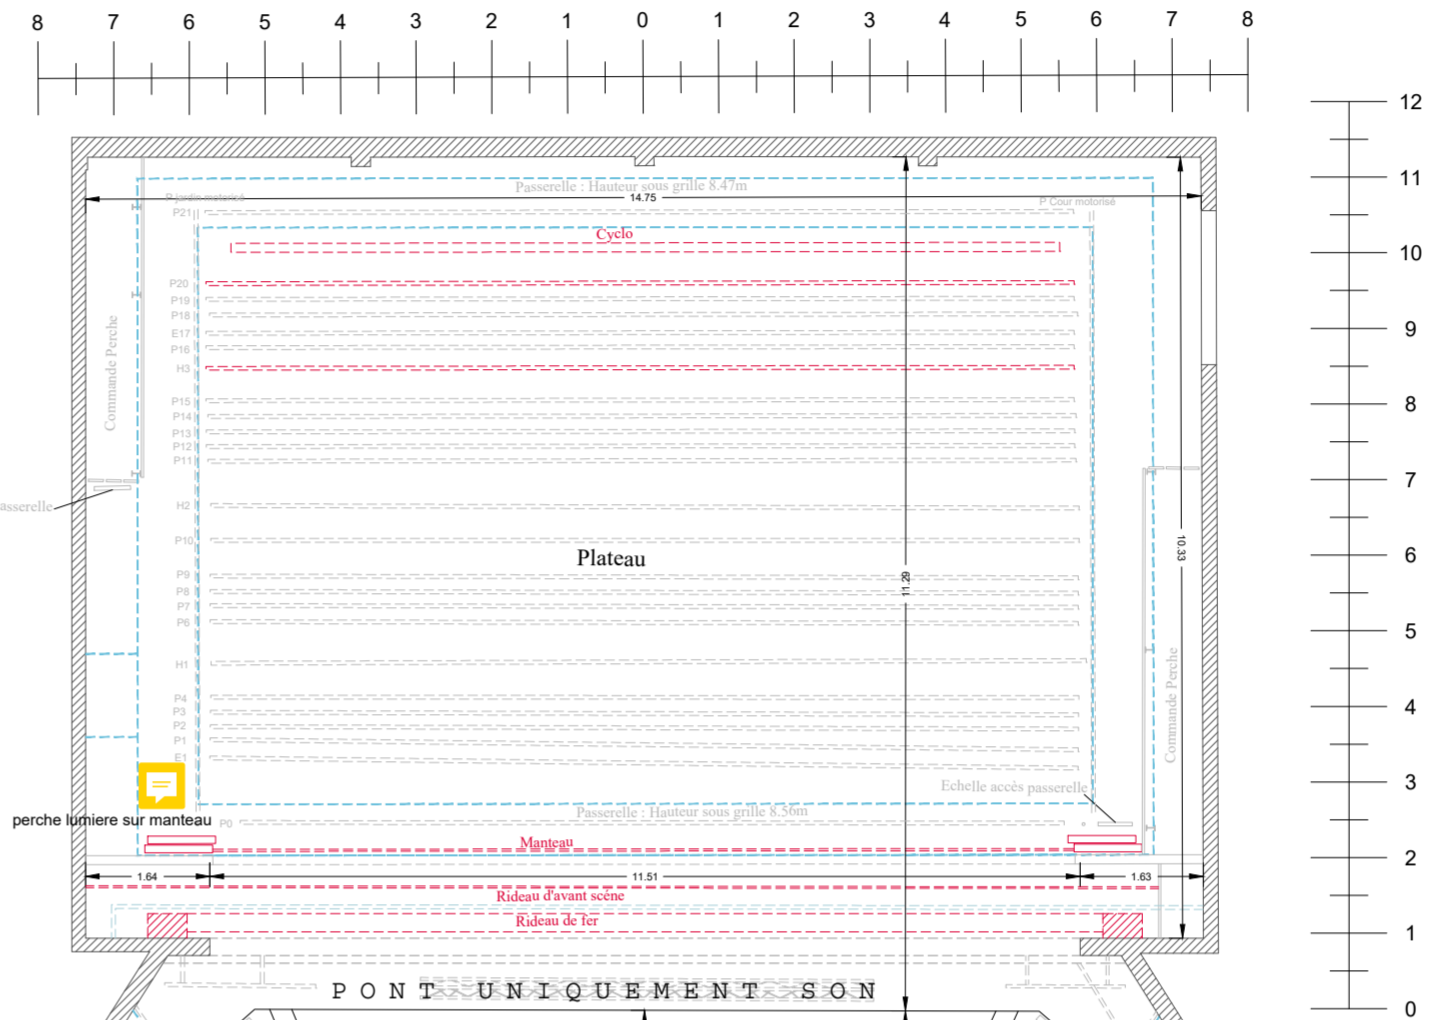 8 7 6 5 4 3 2 1 0 1 2 3 4 5 6 7 8
12
11
10
9
8
7
6
5
4
3
2
1
0
Passerelle : Hauteur sous grille 8.47m
P jardin motorisé
14.75
P Cour motorisé
P21
Cyclo
P20
P19
P18
E17
P16
H3
Commande Perche
P15
P14
P13
P12
P11
asserelle
H2
P10
10.33
Plateau
11.29
P9
P8
P7
P6
H1
P4
P3
P2
P1
E1
Commande Perche
Echelle accès passerelle
perche lumiere sur manteau
P0
Passerelle : Hauteur sous grille 8.56m
Manteau
1.64
11.51
1.63
Rideau d'avant scéne
Rideau de fer
PONT UNIQUEMENT SON